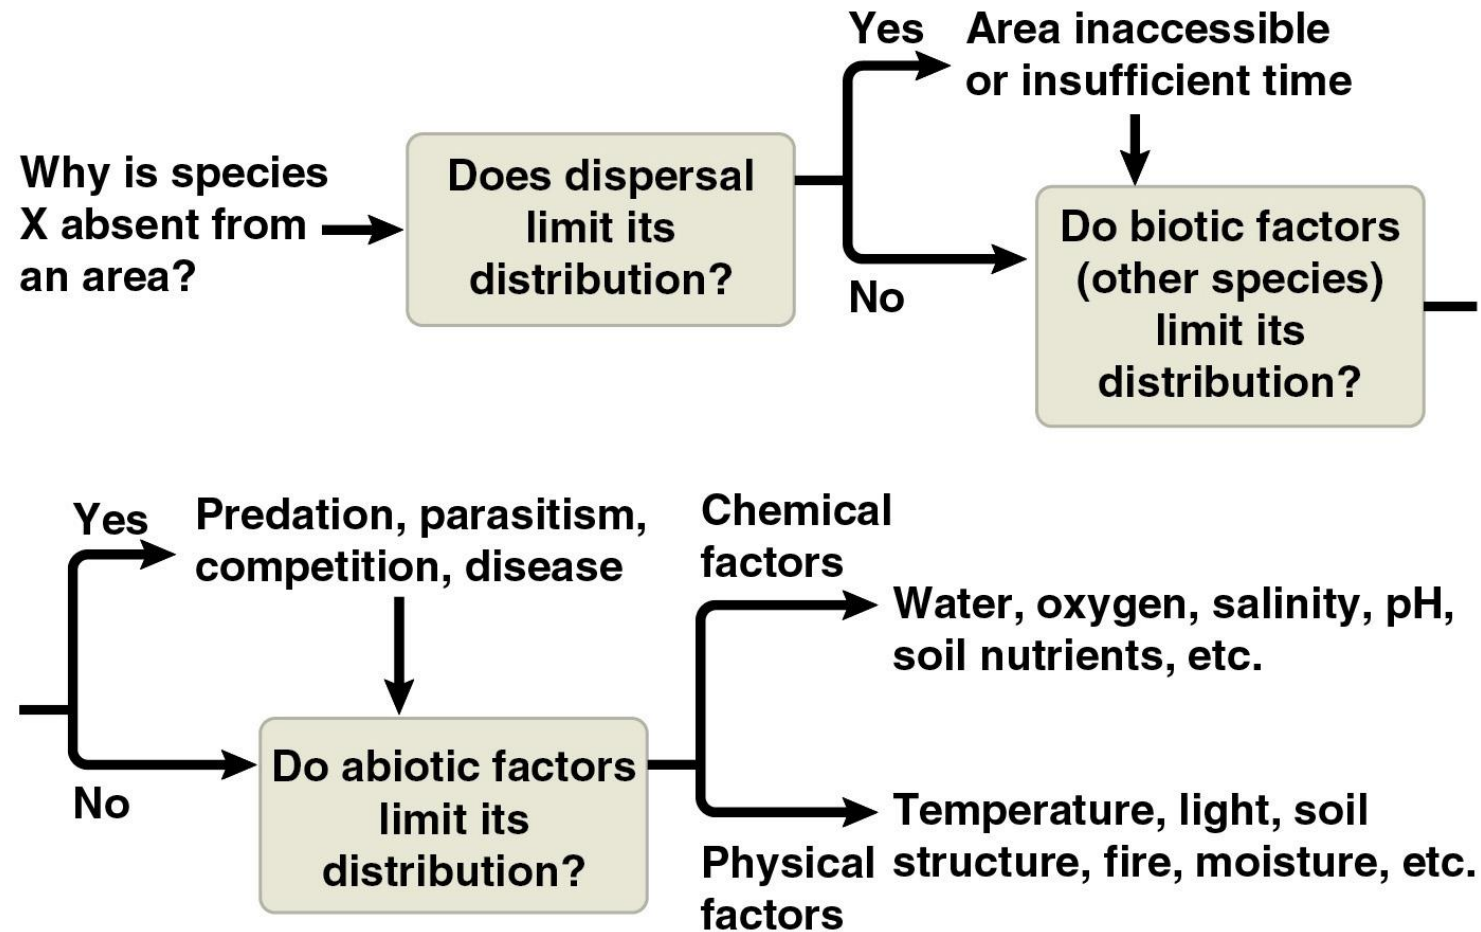 Why is species
X absent from
an area?
Does dispersal
limit its
distribution?
Yes
Area inaccessible
or insufficient time
No
Do biotic factors
(other species)
limit its
distribution?
Yes
Predation, parasitism,
competition, disease
No
Do abiotic factors
limit its
distribution?
Chemical
factors
Water, oxygen, salinity, pH,
soil nutrients, etc.
Physical
factors
Temperature, light, soil
structure, fire, moisture, etc.